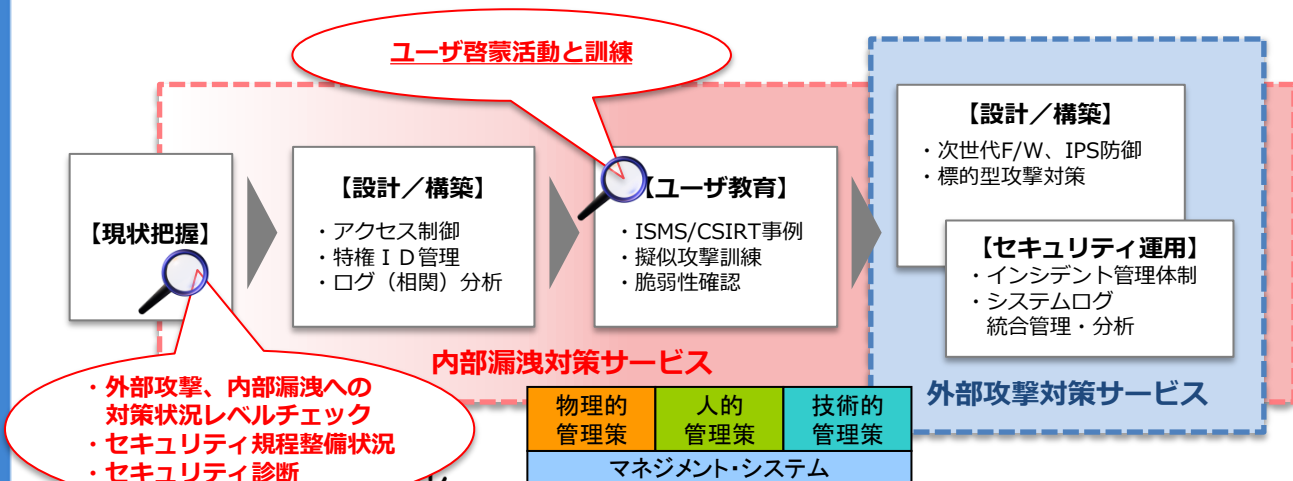 ユーザ啓蒙活動と訓練
【現状把握】
【設計／構築】
・アクセス制御
・特権ＩＤ管理
・ログ（相関）分析
【ユーザ教育】
・ISMS/CSIRT事例
・擬似攻撃訓練
・脆弱性確認
【設計／構築】
・次世代F/W、IPS防御
・標的型攻撃対策
【セキュリティ運用】
・インシデント管理体制
・システムログ
統合管理・分析
内部漏洩対策サービス
外部攻撃対策サービス
・外部攻撃、内部漏洩への
対策状況レベルチェック
・セキュリティ規程整備状況
・セキュリティ診断
物理的
管理策
人的
管理策
技術的
管理策
マネジメント・システム